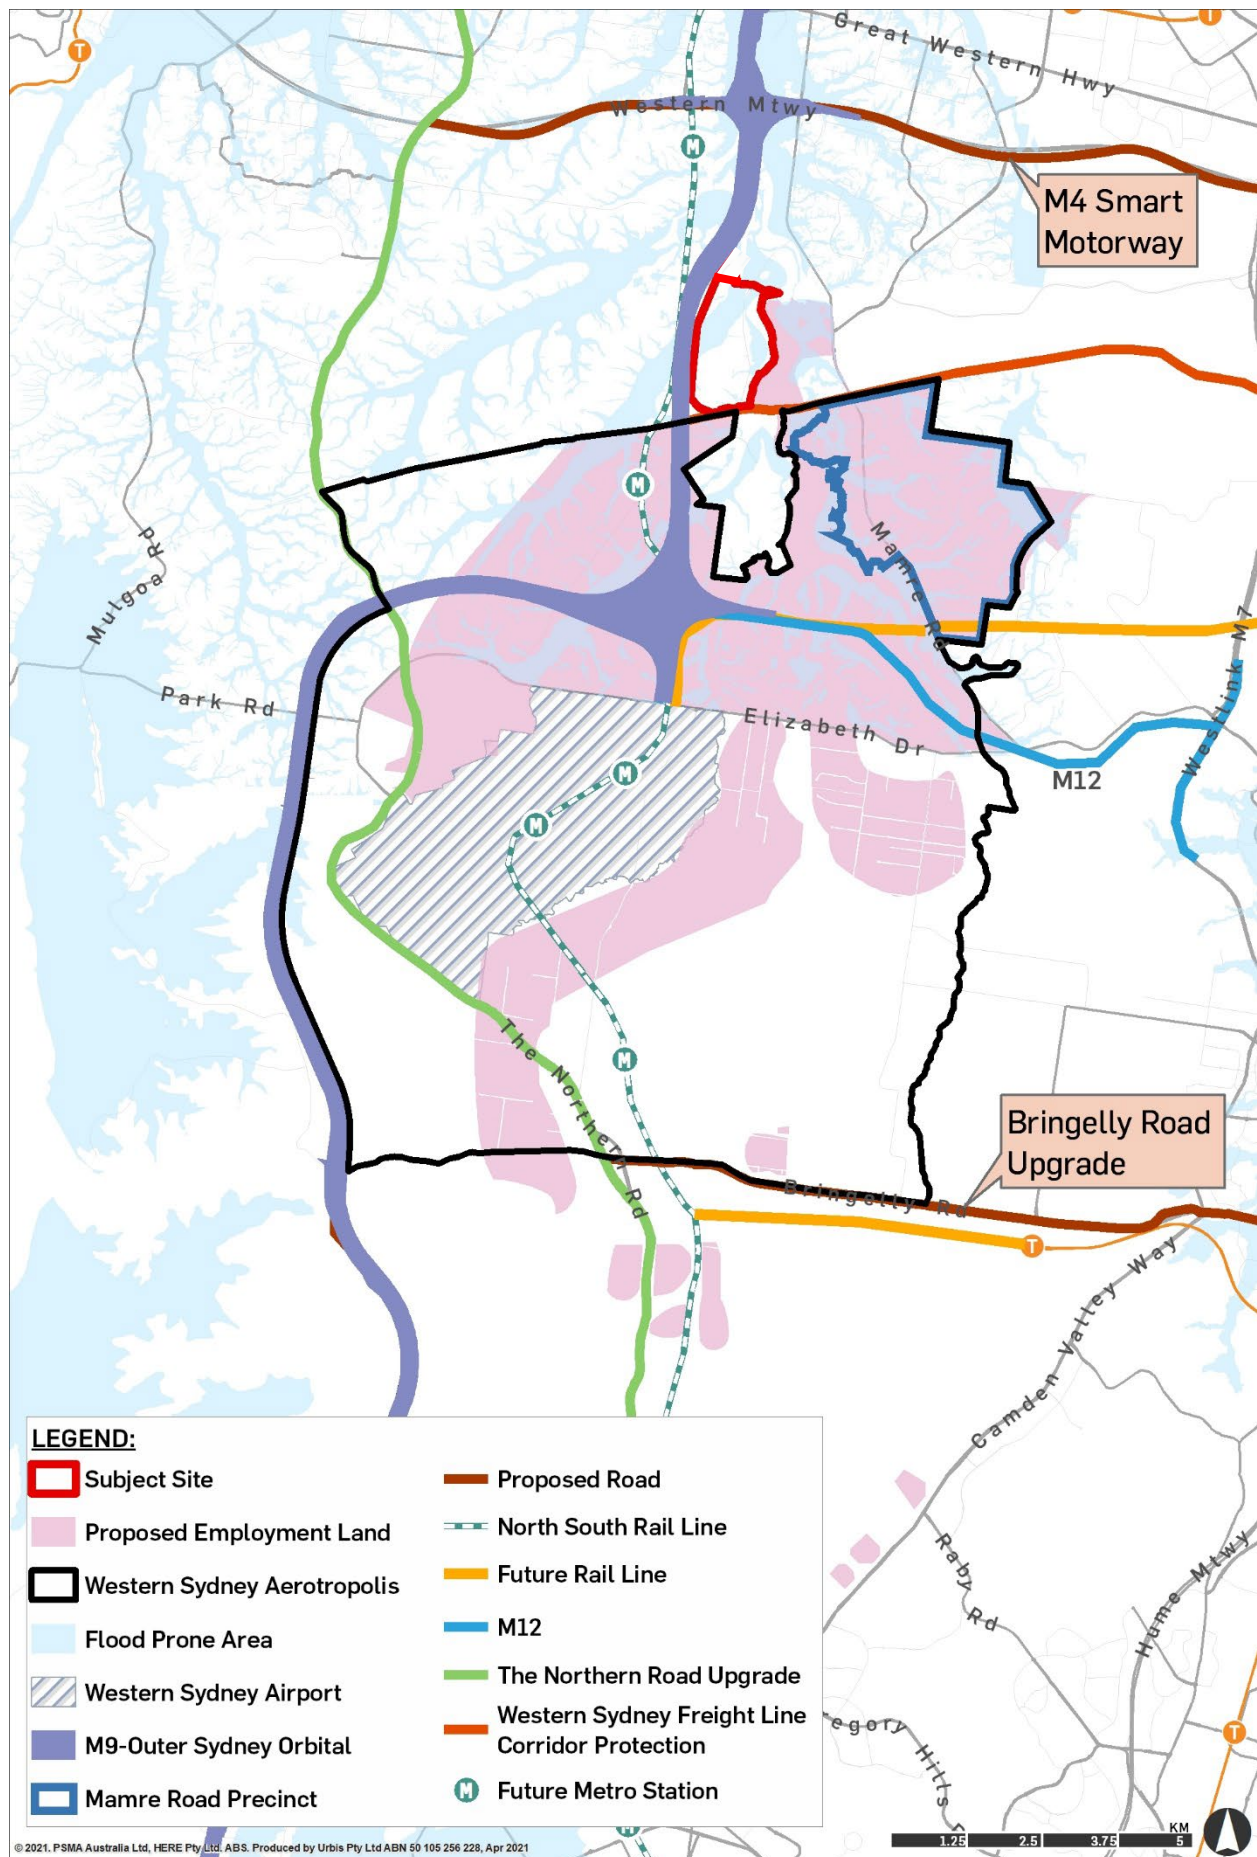 T
T
Great Western Hwy
Western Mtwy
M
M4 Smart
Motorway
M
Mamre Rd
Mulgoa Rd
Westlink M7
Park Rd
Elizabeth Dr
M
M12
M
The Northern Rd
M
Bringelly Road
Upgrade
Bringelly Rd
T
Camden Valley Way
LEGEND:
Subject Site
Proposed Employment Land
Western Sydney Aerotropolis
Flood Prone Area
Western Sydney Airport
M9-Outer Sydney Orbital
Mamre Road Precinct
Proposed Road
North South Rail Line
Future Rail Line
M12
The Northern Road Upgrade
Western Sydney Freight Line
Corridor Protection
M
Future Metro Station
Raby Rd
Hume Mtwy
egory Hills
T
M
KM
1.25 2.5 3.75 5
© 2021. PSMA Australia Ltd, HERE Pty Ltd. ABS. Produced by Urbis Pty Ltd ABN 50 105 256 228, Apr 2021